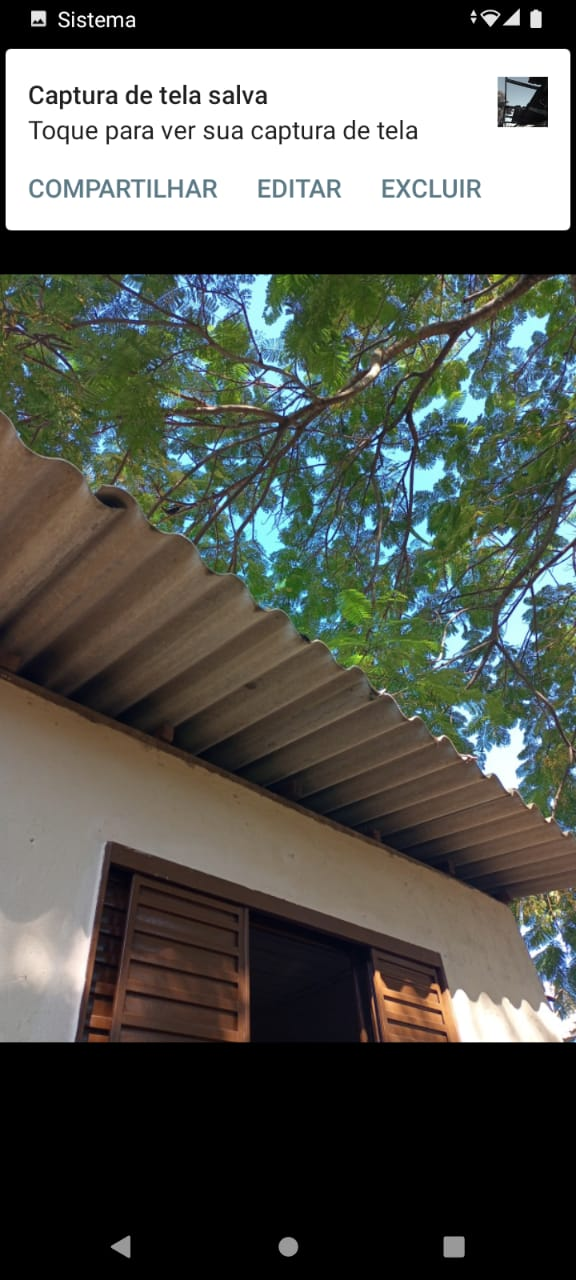 Sistema
Captura de tela salva
Toque para ver sua captura de tela
COMPARTILHAR EDITAR EXCLUIR